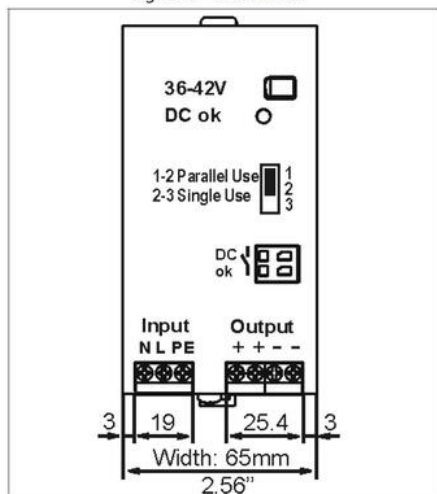 36-42V
DC ok
1-2 Parallel Use
2-3 Single Use
1
2
3
DC
ok
Input Output
N L PE + + - -
3 19 25.4 3
Width: 65mm
2.56"